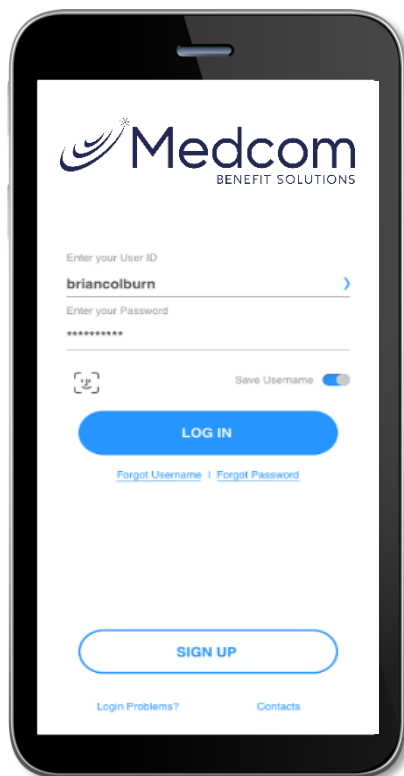 Medcom
BENEFIT SOLUTIONS
Enter your User ID
briancolburn
Enter your Password
**********
Save Username
LOG IN
Forgot Username | Forgot Password
SIGN UP
Login Problems? Contacts